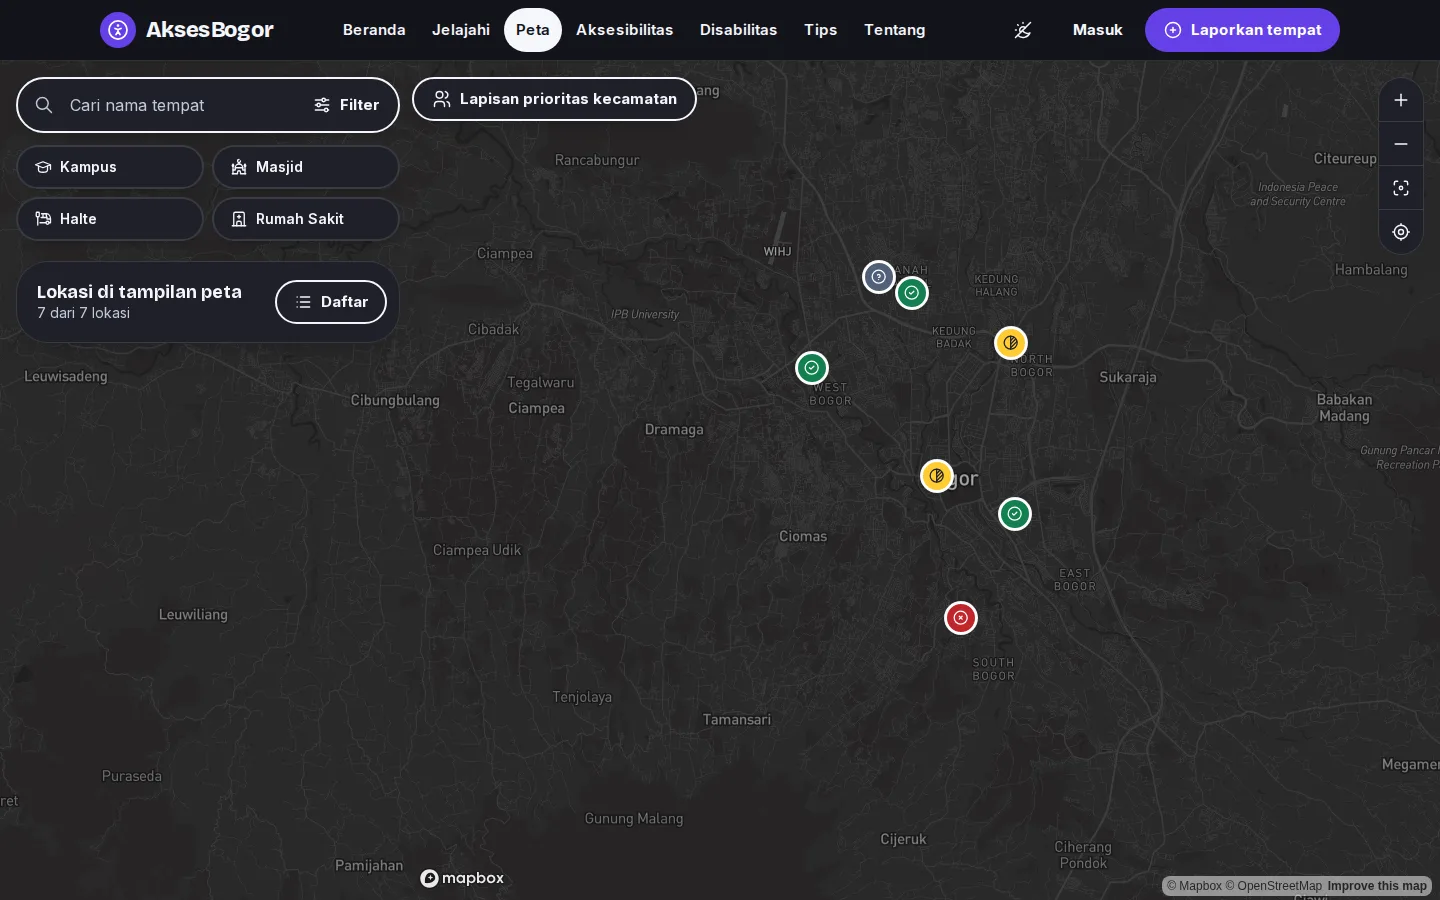 AksesBogor
Beranda
Jelajahi
Peta
Aksesibilitas
Disabilitas
Tips
Tentang
Masuk
Laporkan tempat
Cari nama tempat
Filter
Lapisan prioritas kecamatan
Kampus
Masjid
Halte
Rumah Sakit
Lokasi di tampilan peta
7 dari 7 lokasi
Daftar
Rancabungur
Citeureup
Indonesia Peace
and Security Centre
WIHJ
Ciampea
Hambalang
KEDUNG
HALANG
IPB University
Cibadak
KEDUNG
BADAK
NORTH
BOGOR
Leuwisadeng
Tegalwaru
Sukaraja
WEST
BOGOR
Cibungbulang
Ciampea
Babakan
Madang
Dramaga
Gunung Pancar
Recreation
Ciomas
Ciampea Udik
EAST
BOGOR
Leuwiliang
SOUTH
BOGOR
Tenjolaya
Tamansari
Puraseda
Gunung Malang
Cijeruk
Ciherang
Pondok
Pamijahan
mapbox
© Mapbox © OpenStreetMap Improve this map